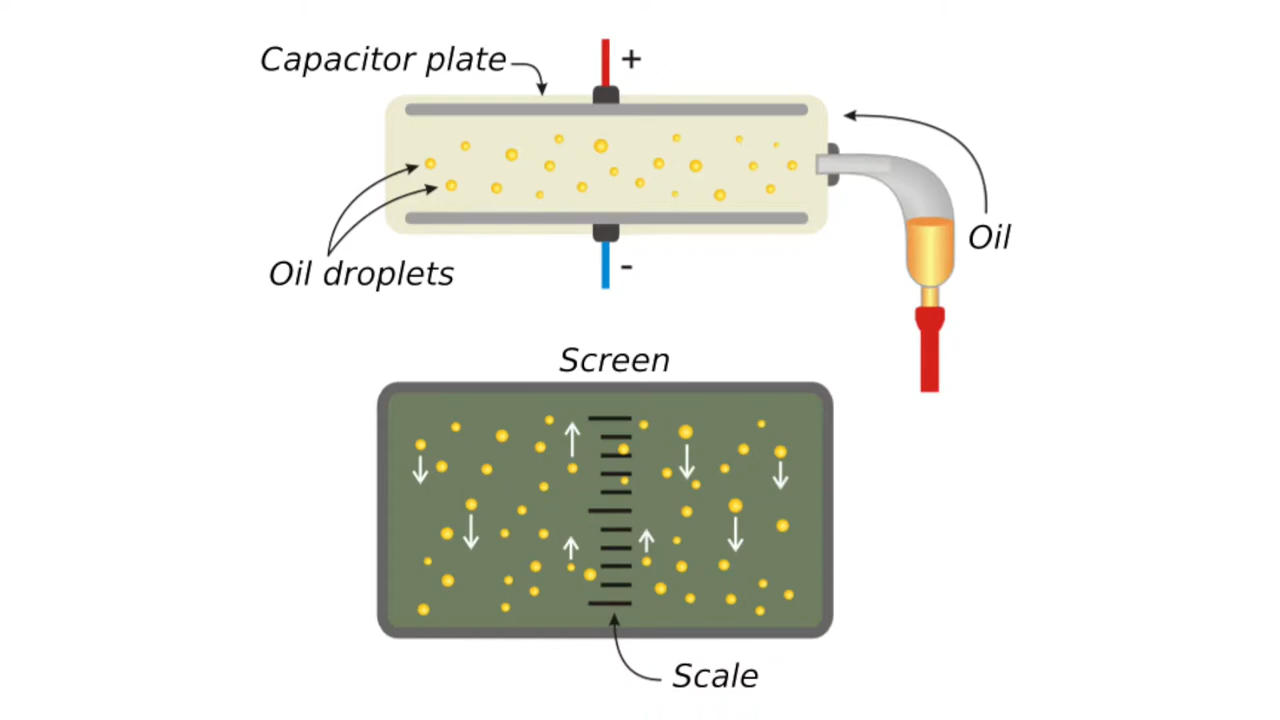 Capacitor plate
+
Oil
Oil droplets
-
Screen
Scale